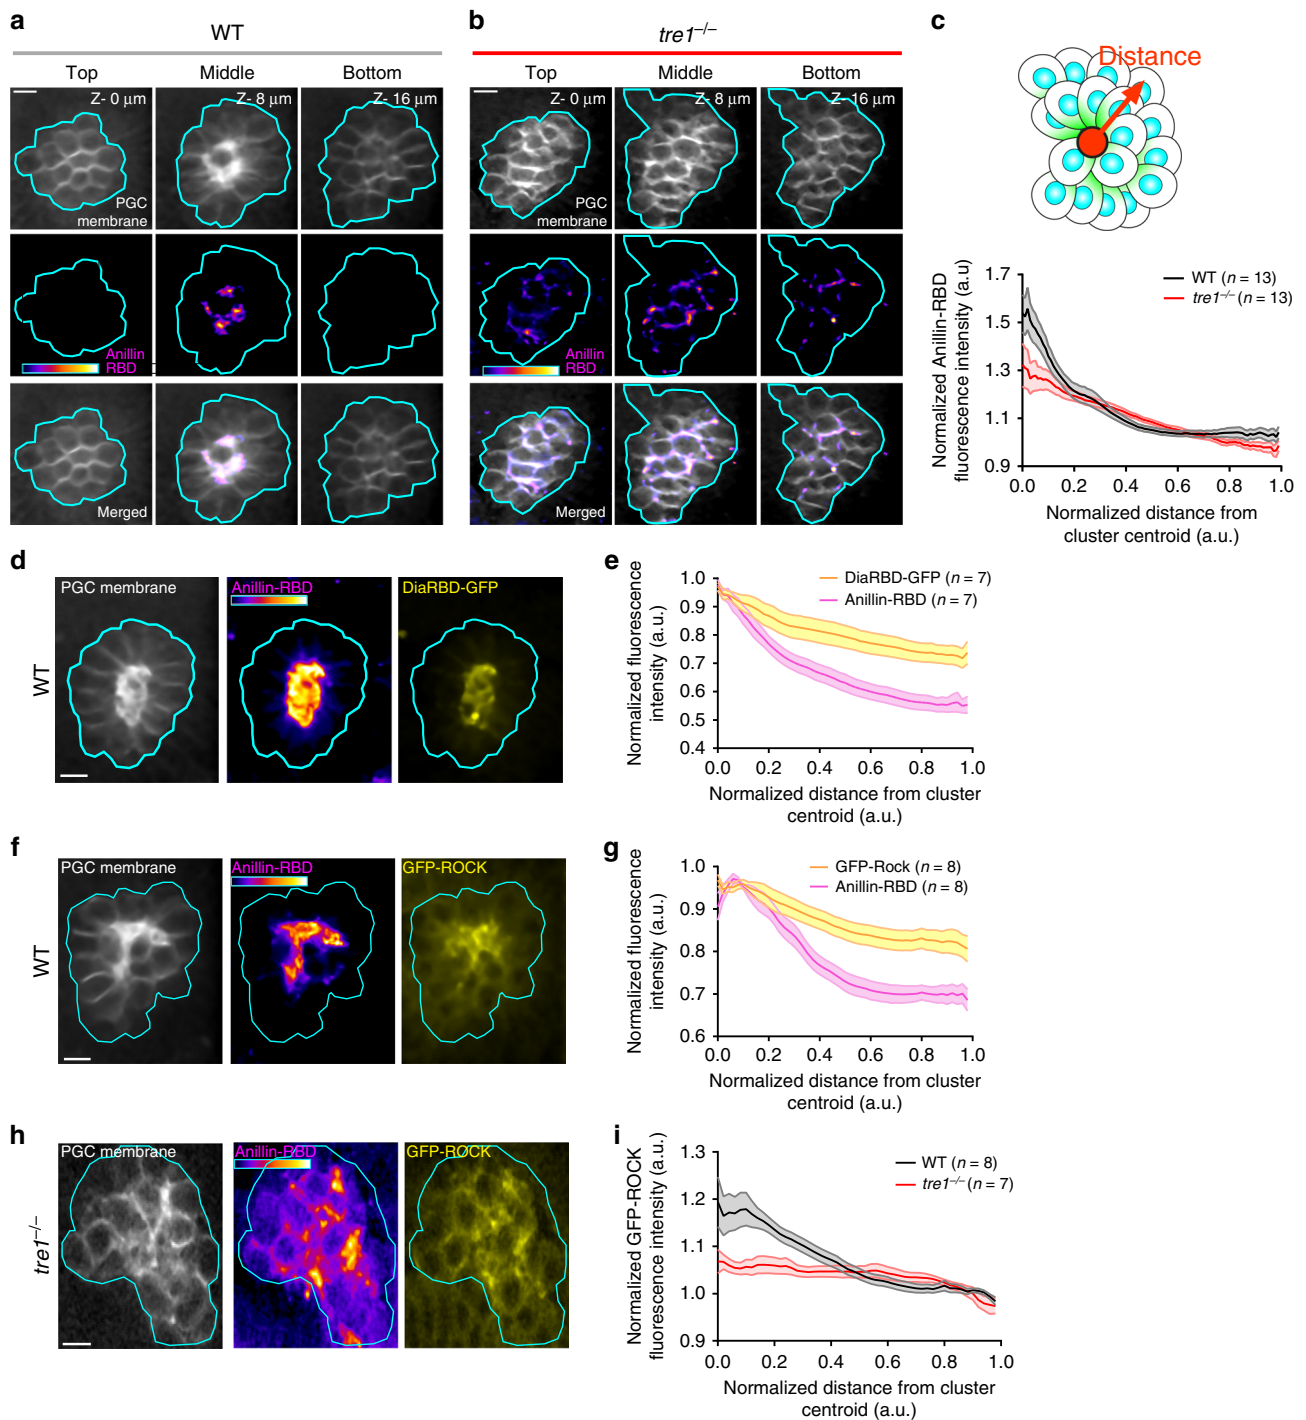 a
WT
Top Middle Bottom
Z- 0 μm
Z- 8 μm
Z- 16 μm
PGC
membrane
Anillin
RBD
Merged
b
tre1–/–
Top Middle Bottom
Z- 0 μm
Z- 8 μm
Z- 16 μm
PGC
membrane
Anillin
RBD
Merged
c
Distance
Normalized Anillin-RBD
fluorescence intensity (a.u)
1.7
1.5
1.3
1.1
0.9
WT (n = 13)
tre1–/– (n = 13)
0.0 0.2 0.4 0.6 0.8 1.0
Normalized distance from
cluster centroid (a.u.)
d
WT
PGC membrane
Anillin-RBD
DiaRBD-GFP
e
Normalized fluorescence
intensity (a.u.)
1.0
0.9
0.8
0.7
0.6
0.5
0.4
DiaRBD-GFP (n = 7)
Anillin-RBD (n = 7)
0.0 0.2 0.4 0.6 0.8 1.0
Normalized distance from cluster
centroid (a.u.)
f
WT
PGC membrane
Anillin-RBD
GFP-ROCK
g
Normalized fluorescence
intensity (a.u.)
1.0
0.9
0.8
0.7
0.6
GFP-Rock (n = 8)
Anillin-RBD (n = 8)
0.0 0.2 0.4 0.6 0.8 1.0
Normalized distance from cluster
centroid (a.u.)
h
tre1–/–
PGC membrane
Anillin-RBD
GFP-ROCK
i
Normalized GFP-ROCK
fluorescence intensity (a.u.)
1.3
1.2
1.1
1.0
0.9
WT (n = 8)
tre1–/– (n = 7)
0.0 0.2 0.4 0.6 0.8 1.0
Normalized distance from cluster
centroid (a.u.)